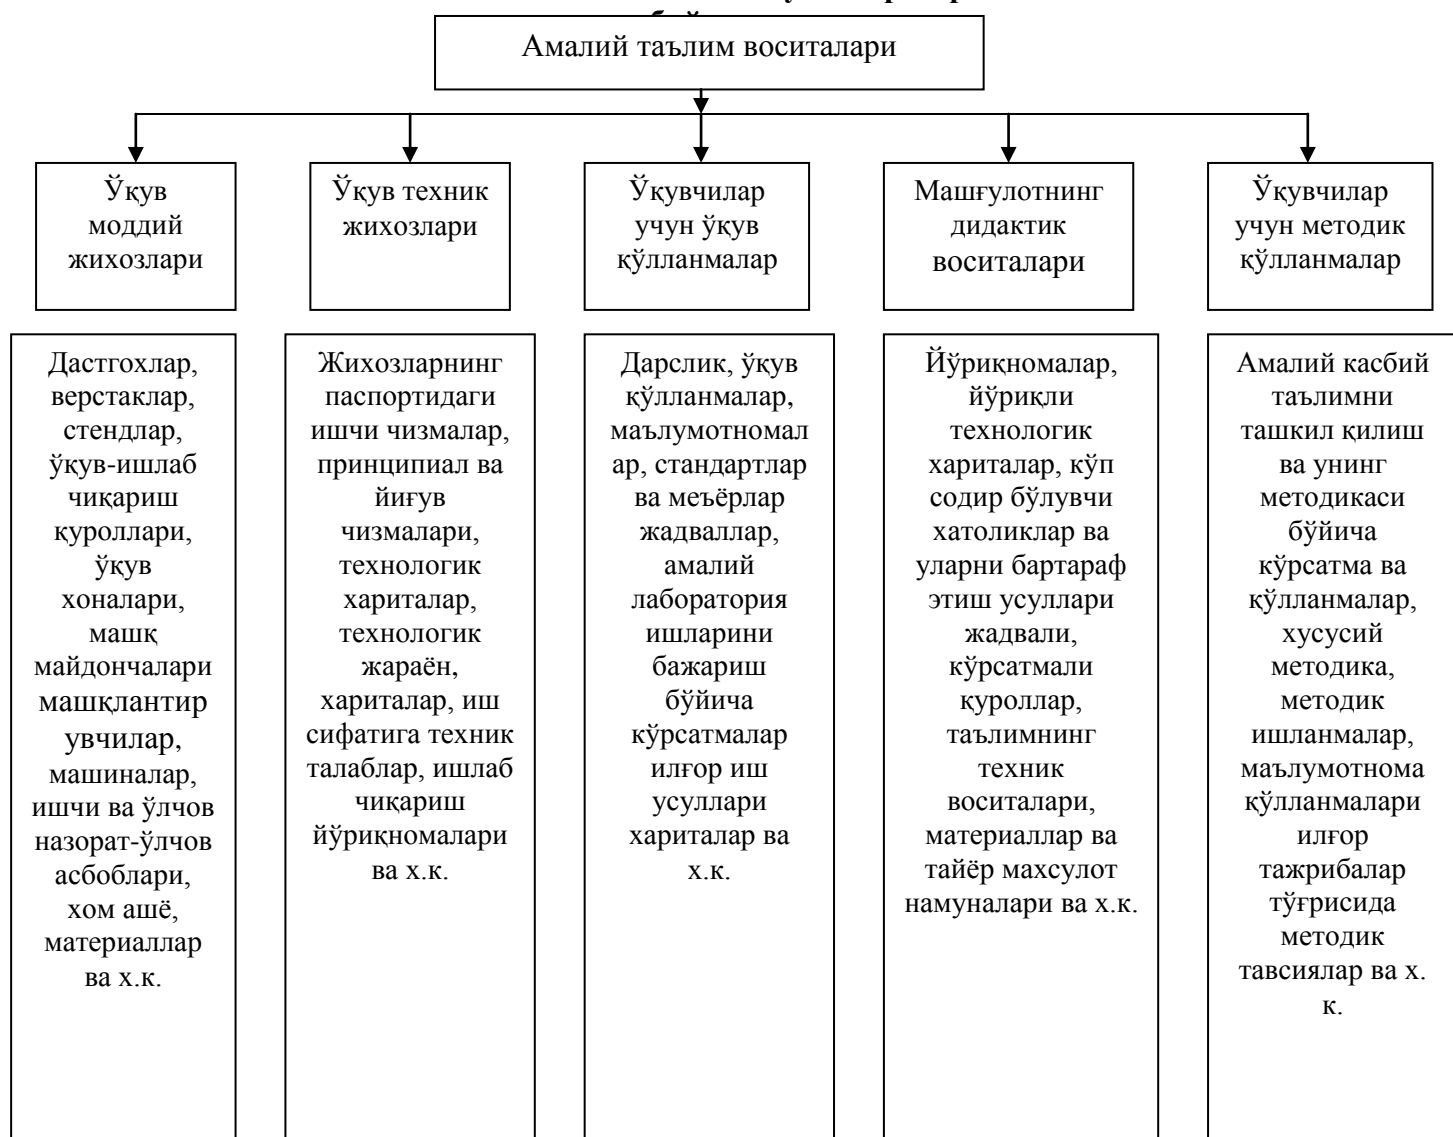 Амалий таълим воситалари
Ўқув
моддий
жихозлари
Ўқув техник
жихозлари
Ўқувчилар
учун ўқув
қўлланмалар
Машғулотнинг
дидактик
воситалари
Ўқувчилар
учун методик
қўлланмалар
Дастгохлар,
верстаклар,
стендлар,
ўқув-ишлаб
чиқариш
қуроллари,
ўқув
хоналари,
машқ
майдончалари
машқлантир
увчилар,
машиналар,
ишчи ва ўлчов
назорат-ўлчов
асбоблари,
хом ашё,
материаллар
ва х.к.
Жихозларнинг
паспортидаги
ишчи чизмалар,
принципиал ва
йиғув
чизмалари,
технологик
хариталар,
технологик
жараён,
хариталар, иш
сифатига техник
талаблар, ишлаб
чиқариш
йўриқномалари
ва х.к.
Дарслик, ўқув
қўлланмалар,
маълумотномал
ар, стандартлар
ва меъёрлар
жадваллар,
амалий
лаборатория
ишларини
бажариш
бўйича
кўрсатмалар
илғор иш
усуллари
хариталар ва
х.к.
Йўриқномалар,
йўриқли
технологик
хариталар, кўп
содир бўлувчи
хатоликлар ва
уларни бартараф
этиш усуллари
жадвали,
кўрсатмали
қуроллар,
таълимнинг
техник
воситалари,
материаллар ва
тайёр махсулот
намуналари ва х.к.
Амалий касбий
таълимни
ташкил қилиш
ва унинг
методикаси
бўйича
кўрсатма ва
қўлланмалар,
хусусий
методика,
методик
ишланмалар,
маълумотнома
қўлланмалари
илғор
тажрибалар
тўғрисида
методик
тавсиялар ва х.
к.